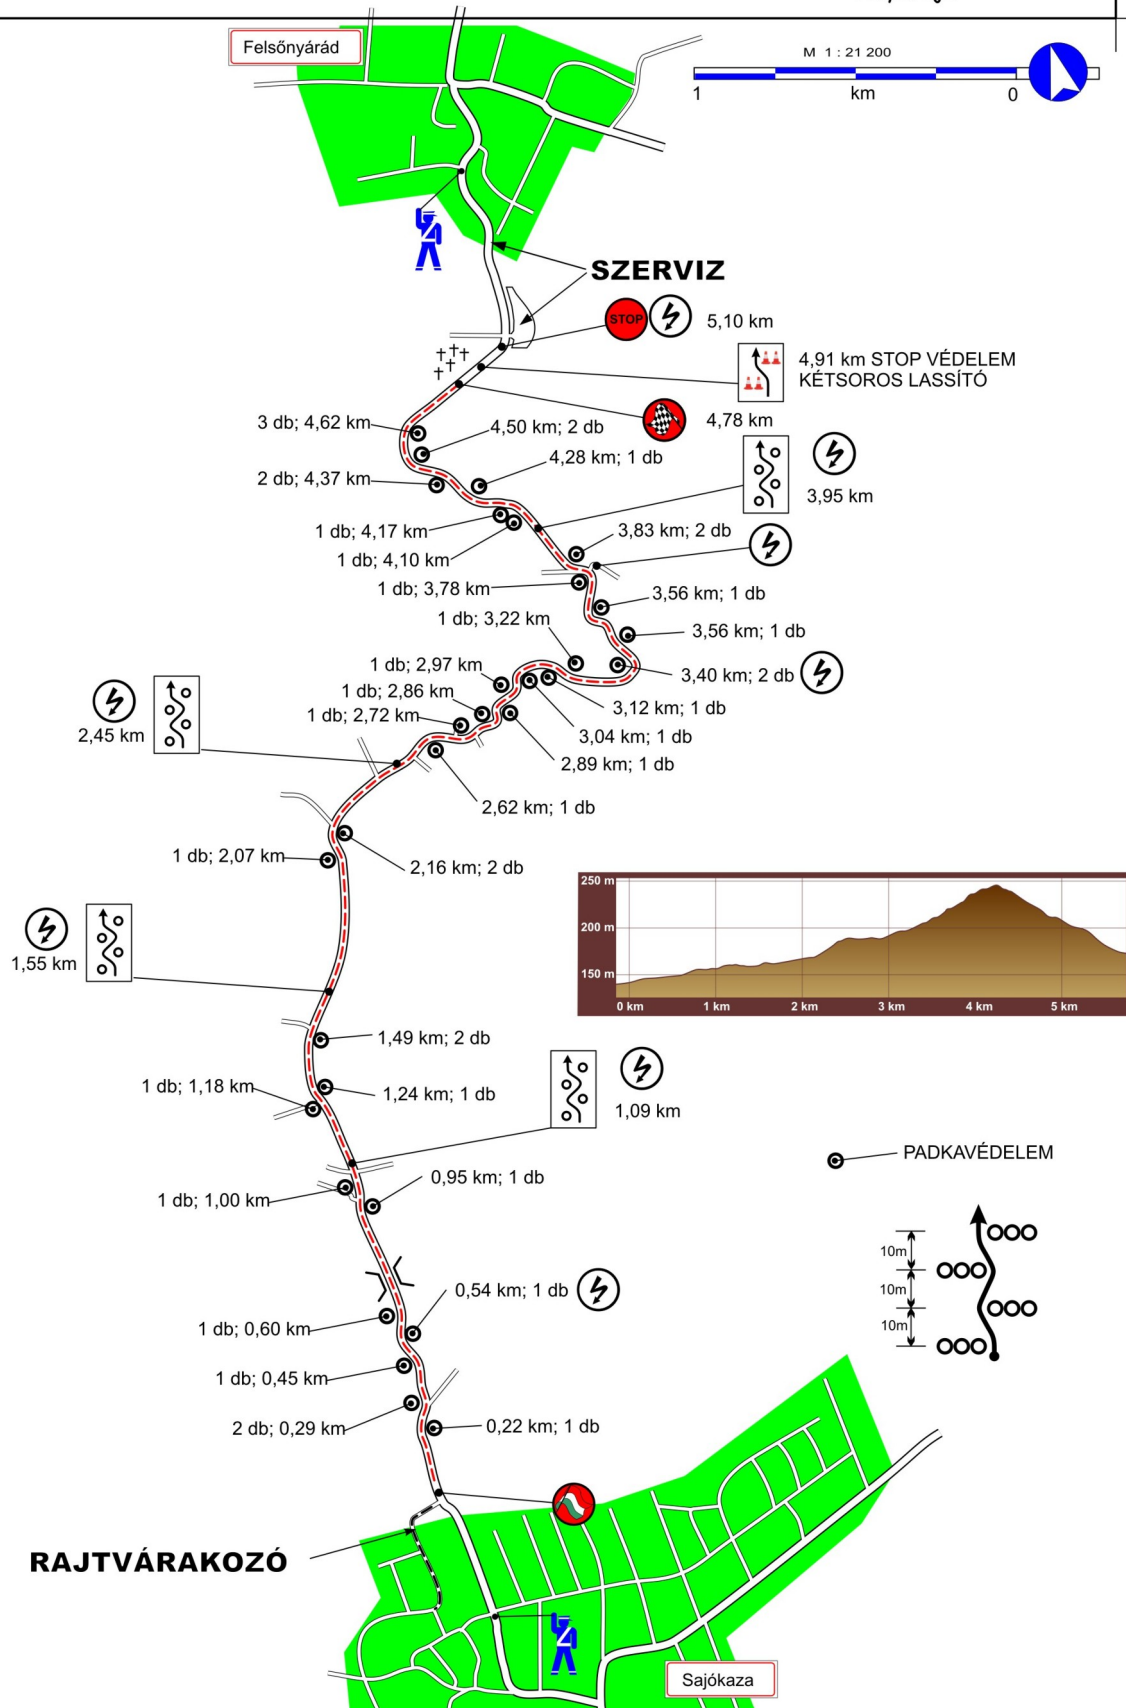 Felsőnyárád
M 1 : 21 200
1 km 0
SZERVIZ
STOP
5,10 km
4,91 km STOP VÉDELEM
KÉTSOROS LASSÍTÓ
4,78 km
3 db; 4,62 km
4,50 km; 2 db
4,28 km; 1 db
2 db; 4,37 km
3,95 km
1 db; 4,17 km
3,83 km; 2 db
1 db; 4,10 km
1 db; 3,78 km
3,56 km; 1 db
1 db; 3,22 km
3,56 km; 1 db
1 db; 2,97 km
3,40 km; 2 db
1 db; 2,86 km
3,12 km; 1 db
1 db; 2,72 km
2,45 km
3,04 km; 1 db
2,89 km; 1 db
2,62 km; 1 db
1 db; 2,07 km
2,16 km; 2 db
250 m
200 m
150 m
0 km 1 km 2 km 3 km 4 km 5 km
1,55 km
1,49 km; 2 db
1 db; 1,18 km
1,24 km; 1 db
1,09 km
PADKAVÉDELEM
0,95 km; 1 db
1 db; 1,00 km
10m
10m
10m
0,54 km; 1 db
1 db; 0,60 km
1 db; 0,45 km
2 db; 0,29 km
0,22 km; 1 db
RAJTVÁRAKOZÓ
Sajókaza